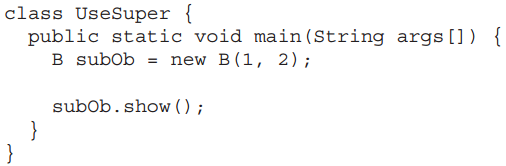 class UseSuper {
  public static void main(String args[]) {
    B subOb = new B(1, 2);
    subOb.show();
  }
}